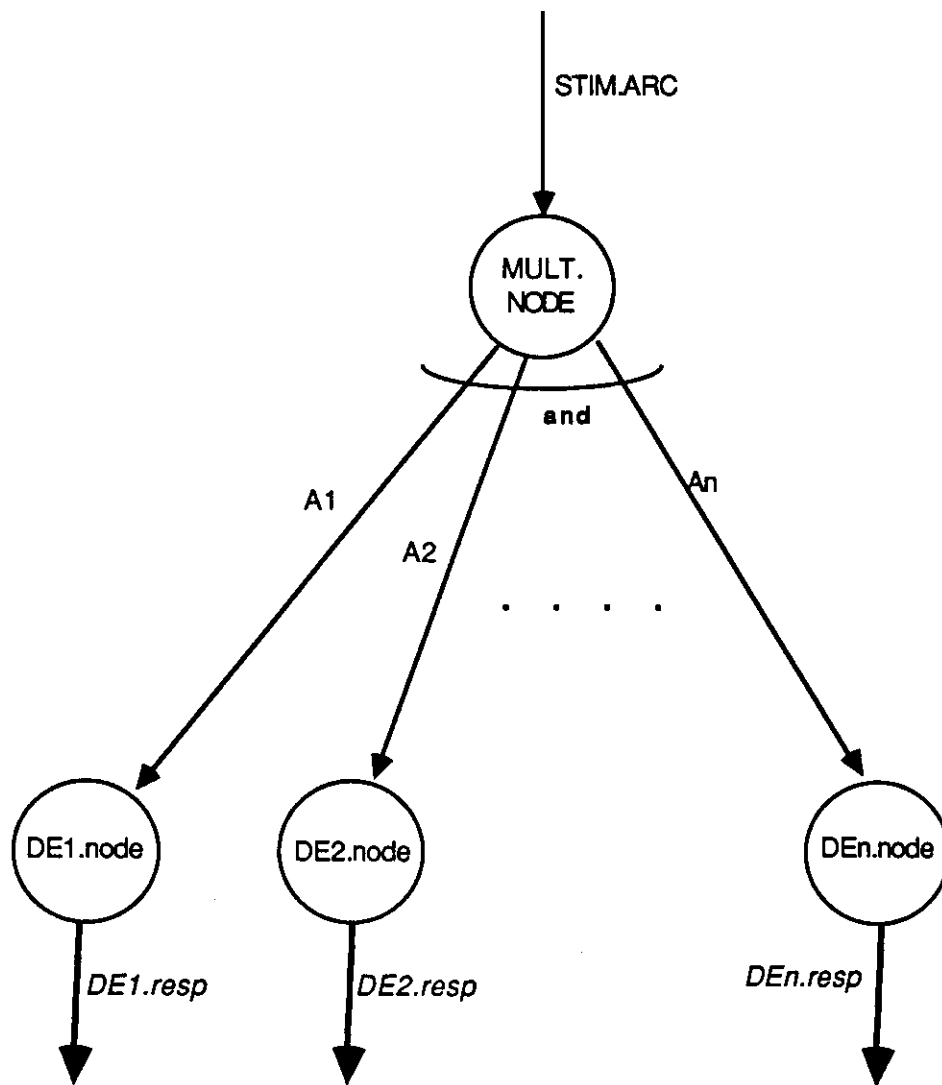 STIM.ARC
MULT.
NODE
and
A1
A2
An
. . . .
DE1.node
DE2.node
DEn.node
DE1.resp
DE2.resp
DEn.resp